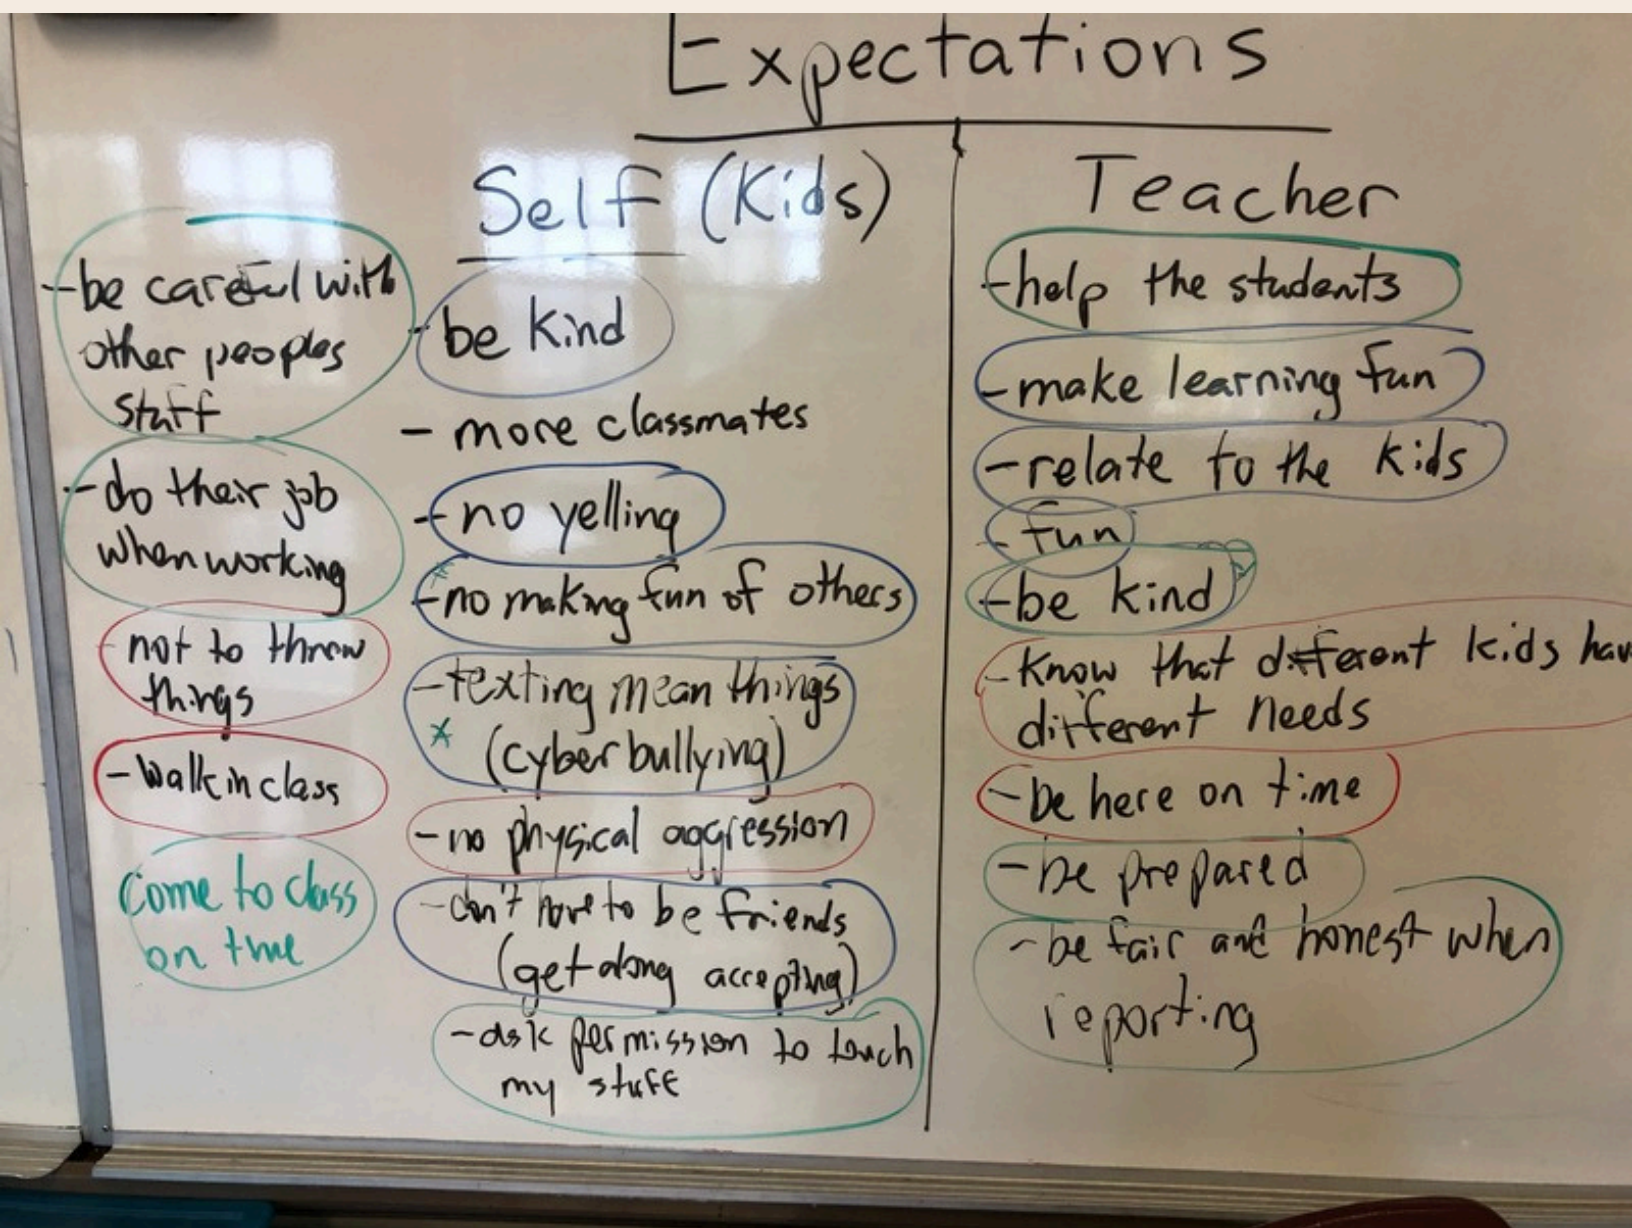 Expectations
Self (Kids)
- be careful with
other peoples
stuff
- do their job
when working
not to throw
things
- walk in class
Come to class
on time
- be kind
- more classmates
- no yelling
- no making fun of others
- texting mean things
(cyberbullying)
- no physical aggression
- don't have to be friends
(get along accepting)
- ask permission to touch
my stuff
Teacher
- help the students
- make learning fun
- relate to the kids
- fun
- be kind
- know that different kids hav
different needs
- be here on time
- be prepared
- be fair and honest when
reporting